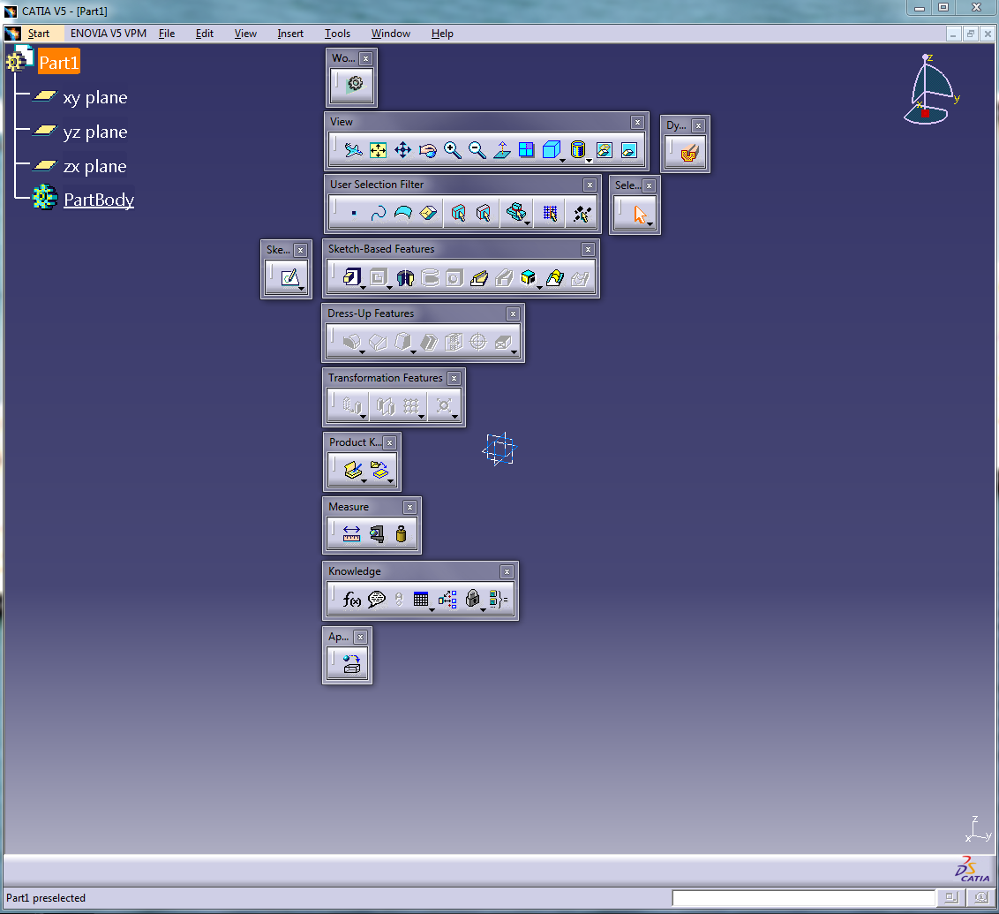 CATIA V5 - [Part1]
Start ENOVIA V5 VPM File Edit View Insert Tools Window Help
Part1
xy plane
yz plane
zx plane
PartBody
Wo...
View
Dy...
User Selection Filter
Sele...
Ske...
Sketch-Based Features
Dress-Up Features
Transformation Features
Product K...
Measure
Knowledge
f(x)
Ap...
z
x
y
z
x y
DS CATIA
Part1 preselected